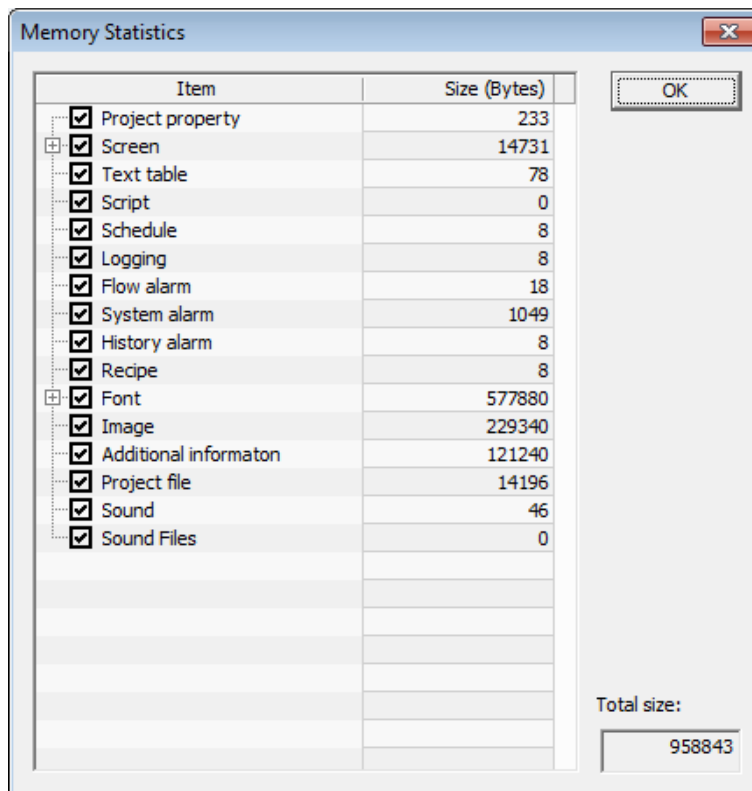 Memory Statistics
Item Size (Bytes)
OK
Project property 233
Screen 14731
Text table 78
Script 0
Schedule 8
Logging 8
Flow alarm 18
System alarm 1049
History alarm 8
Recipe 8
Font 577880
Image 229340
Additional informaton 121240
Project file 14196
Sound 46
Sound Files 0
Total size:
958843